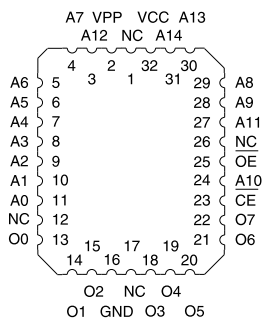 A7 VPP VCC A13
A12 NC A14
4 2 32 30
3 1 31
A6 5 29 A8
A5 6 28 A9
A4 7 27 A11
A3 8 26 NC
A2 9 25 OE
A1 10 24 A10
A0 11 23 CE
NC 12 22 O7
O0 13 21 O6
15 17 19
14 16 18 20
O2 NC O4
O1 GND O3 O5